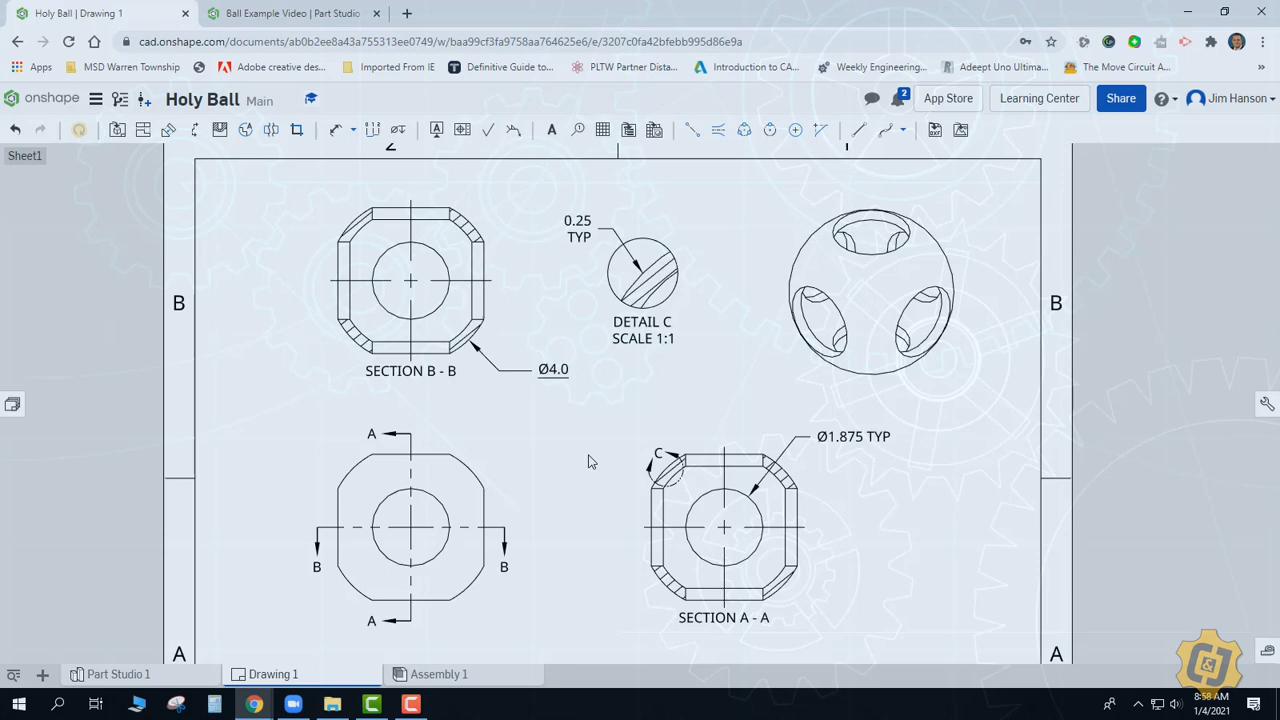 Holy Ball | Drawing 1
Ball Example Video | Part Studio
cad.onshape.com/documents/ab0b2ee8a43a755313ee0749/w/baa99cf3fa9758aa764625e6/e/3207c0fa42bfebb995d86e9a
Apps
MSD Warren Township
Adobe creative desi...
Imported From IE
Definitive Guide to...
PLTW Partner Dista...
Introduction to CA...
Weekly Engineering...
Adeept Uno Ultima...
The Move Circuit A...
»
onshape
Holy Ball Main
2
App Store
Learning Center
Share
Jim Hanson
Sheet1
2
1
B
B
0.25
TYP
DETAIL C
SCALE 1:1
SECTION B - B
Ø4.0
A
C
Ø1.875 TYP
B
B
A
SECTION A - A
A
A
Part Studio 1
Drawing 1
Assembly 1
C&J
8:58 AM
1/4/2021